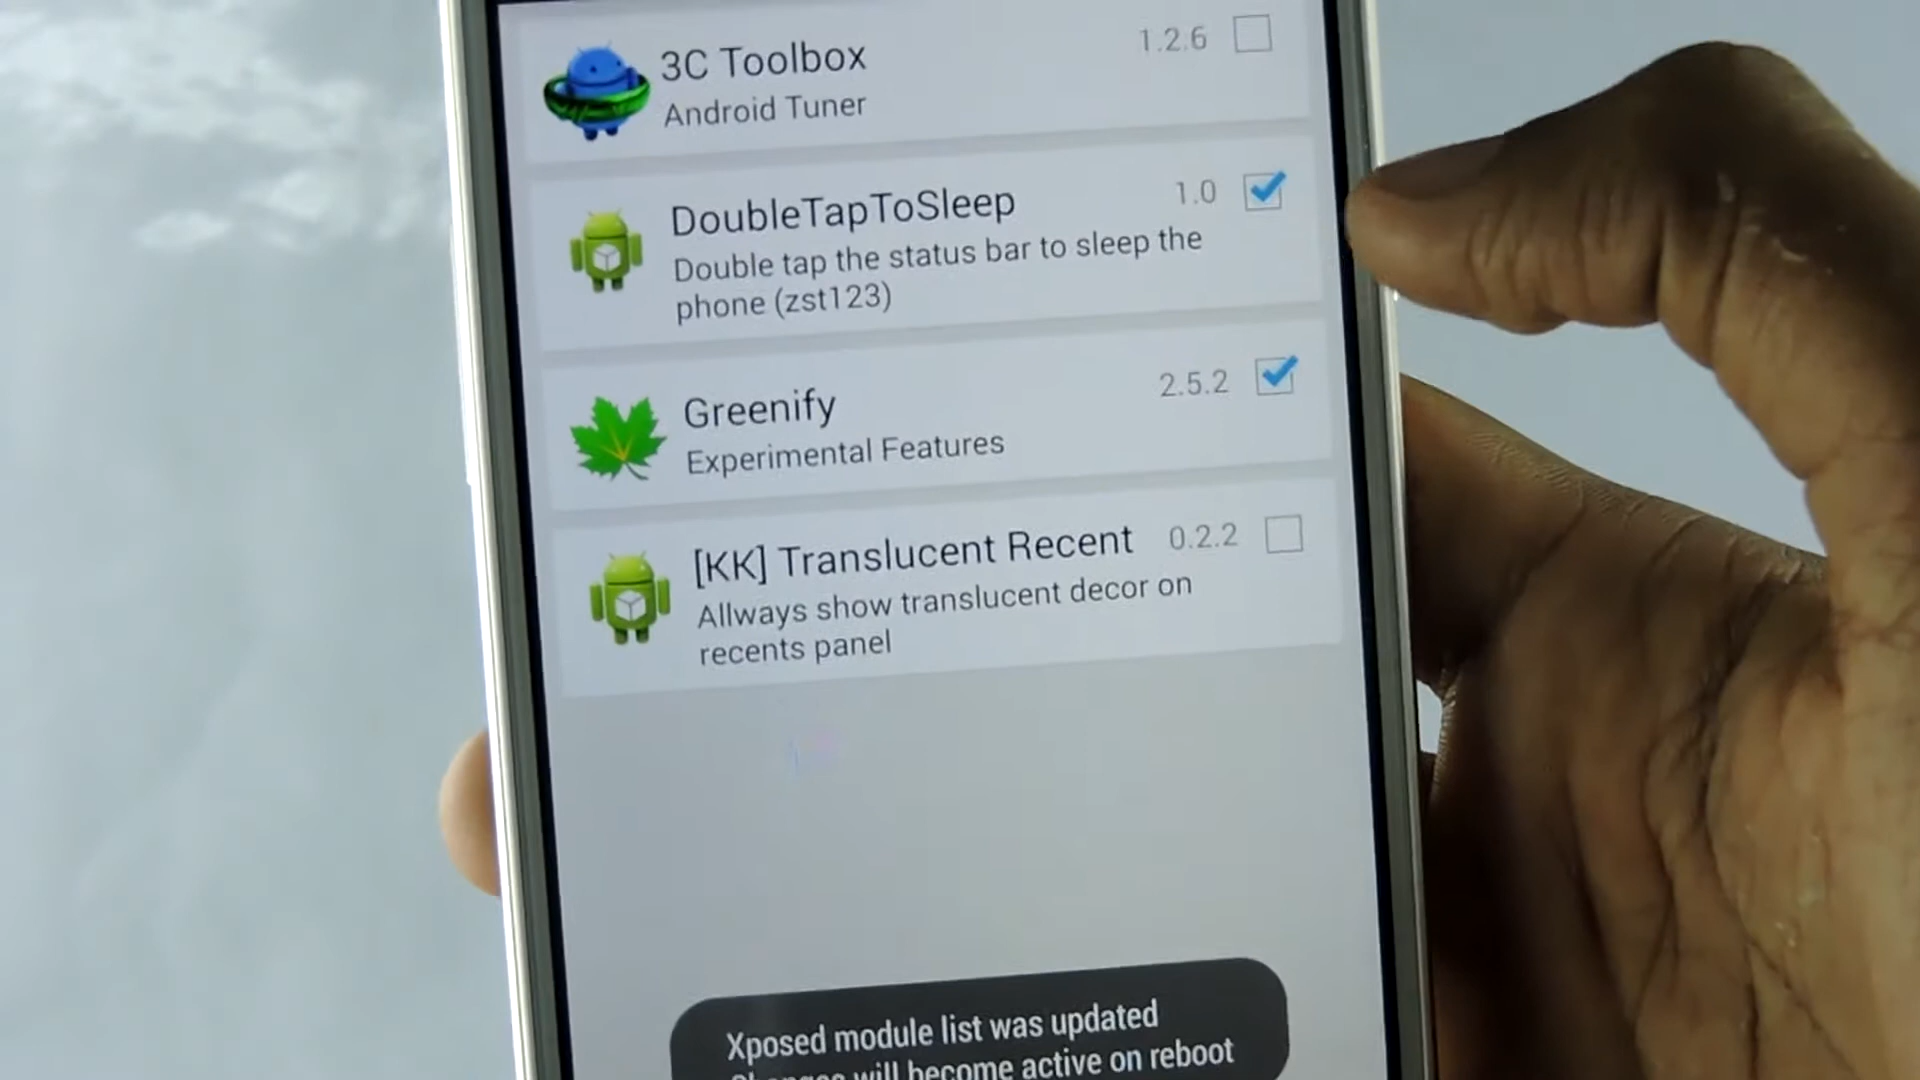 3C Toolbox 1.2.6
Android Tuner
DoubleTapToSleep 1.0
Double tap the status bar to sleep the
phone (zst123)
Greenify 2.5.2
Experimental Features
[KK] Translucent Recent 0.2.2
Allways show translucent decor on
recents panel
Xposed module list was updated
Changes will become active on reboot